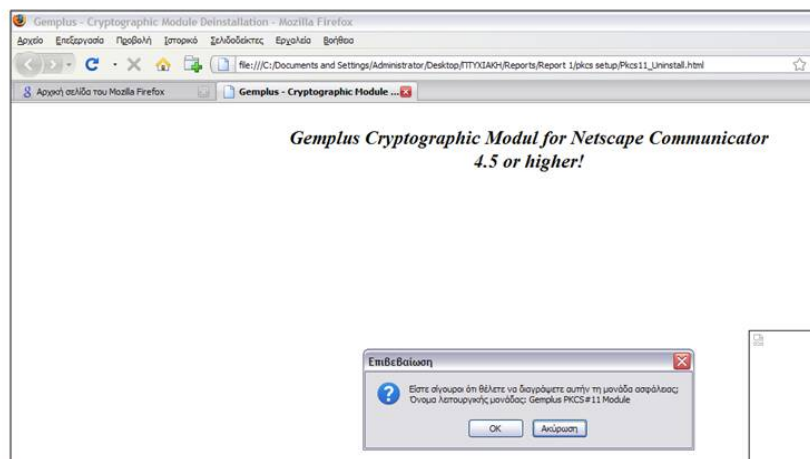 Gemplus - Cryptographic Module Deinstallation - Mozilla Firefox
Αρχείο Επεξεργασία Προβολή Ιστορικό Σελιδοδείκτες Εργαλεία Βοήθεια
file:///C:/Documents and Settings/Administrator/Desktop/ΠΤΥΧΙΑΚΗ/Reports/Report 1/pkcs setup/Pkcs11_Uninstall.html
Αρχική σελίδα του Mozilla Firefox Gemplus - Cryptographic Module ...
Gemplus Cryptographic Modul for Netscape Communicator
4.5 or higher!
Επιβεβαίωση
Είστε σίγουροι ότι θέλετε να διαγράψετε αυτήν τη μονάδα ασφάλειας;
Όνομα λειτουργικής μονάδας: Gemplus PKCS#11 Module
OK Ακύρωση